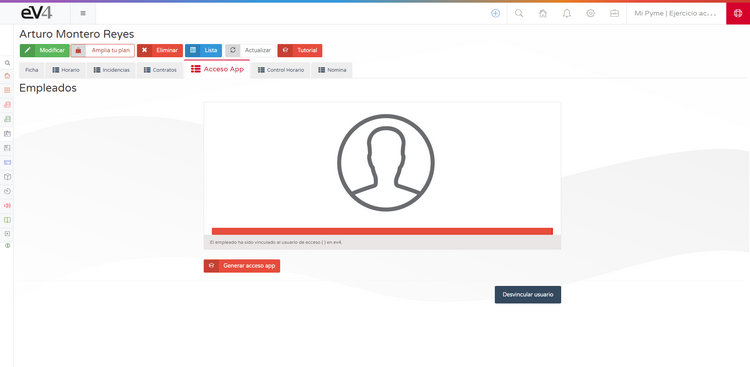 eV4
Mi Pyme | Ejercicio ac...
Arturo Montero Reyes
Modificar Amplia tu plan Eliminar Lista Actualizar Tutorial
Ficha Horario Incidencias Contratos Acceso App Control Horario Nomina
Empleados
El empleado ha sido vinculado al usuario de acceso ( ) en ev4
Generar acceso app
Desvincular usuario